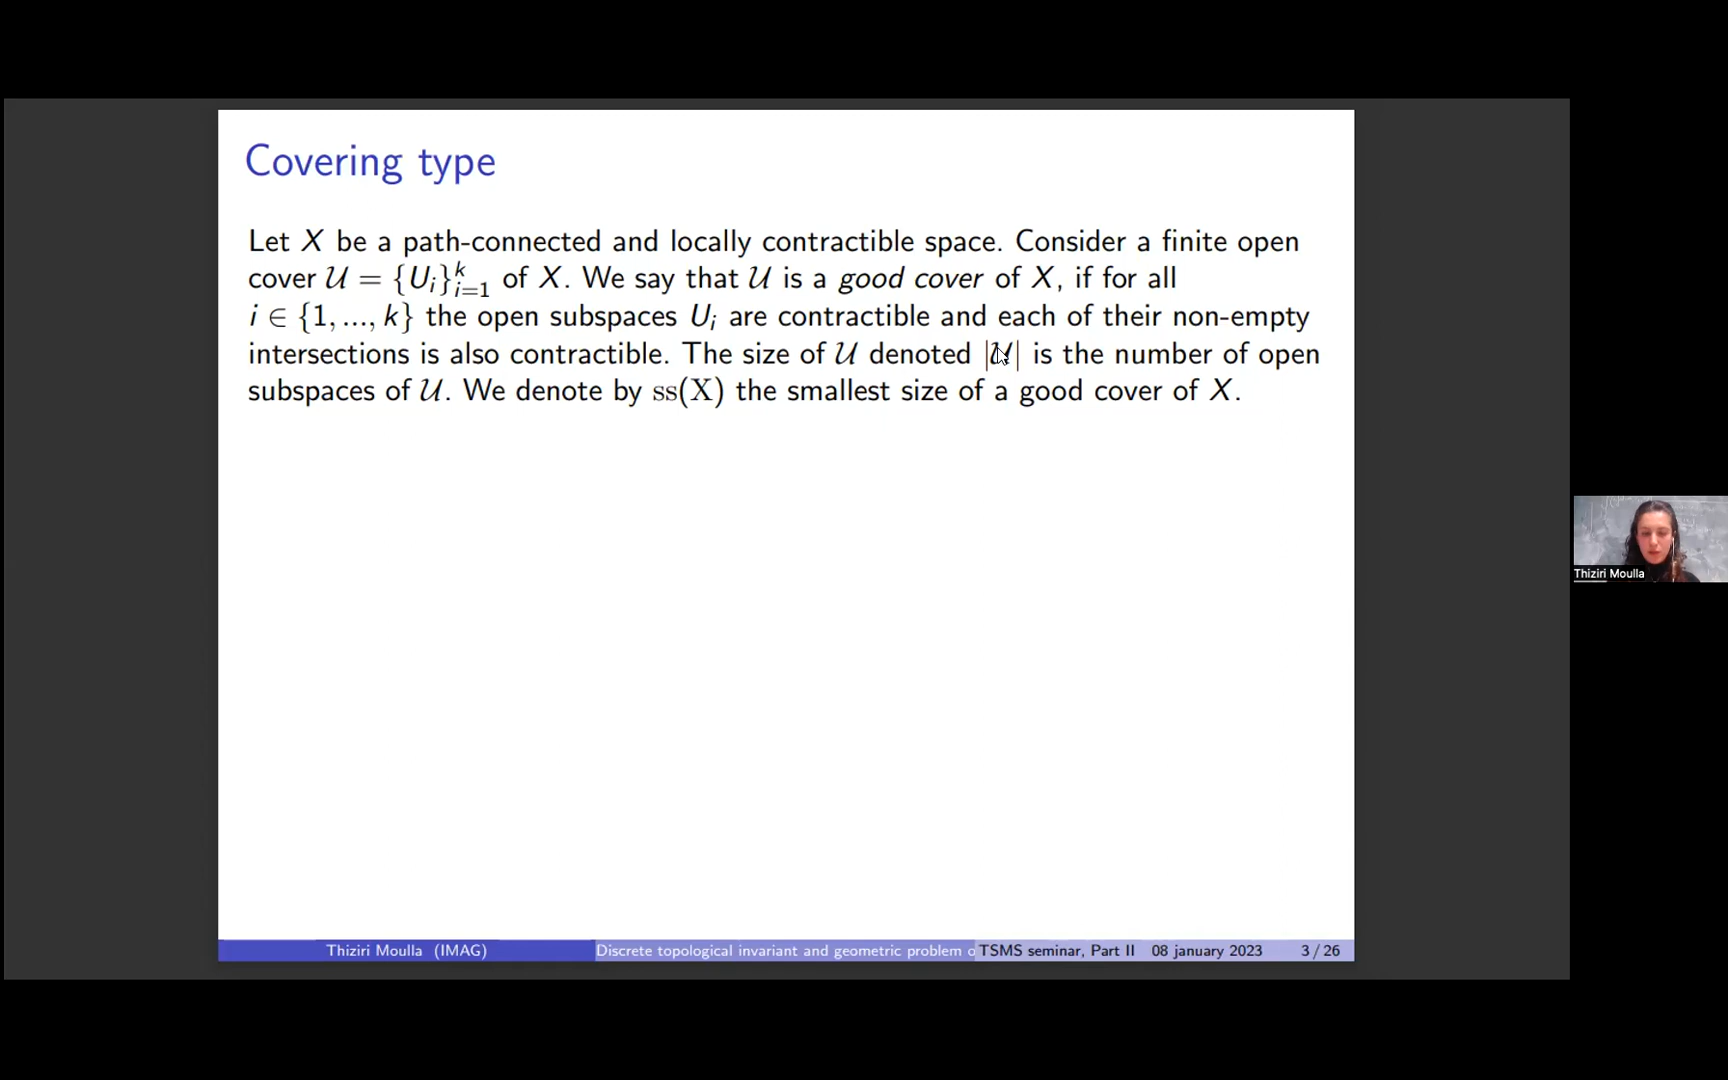 Covering type
Let X be a path-connected and locally contractible space. Consider a finite open
cover 𝒰 = {Uᵢ}ᵏᵢ₌₁ of X. We say that 𝒰 is a good cover of X, if for all
i ∈ {1, ..., k} the open subspaces Uᵢ are contractible and each of their non-empty
intersections is also contractible. The size of 𝒰 denoted |𝒰| is the number of open
subspaces of 𝒰. We denote by ss(X) the smallest size of a good cover of X.
Thiziri Moulla
Thiziri Moulla (IMAG) Discrete topological invariant and geometric problem o TSMS seminar, Part II 08 january 2023 3 / 26